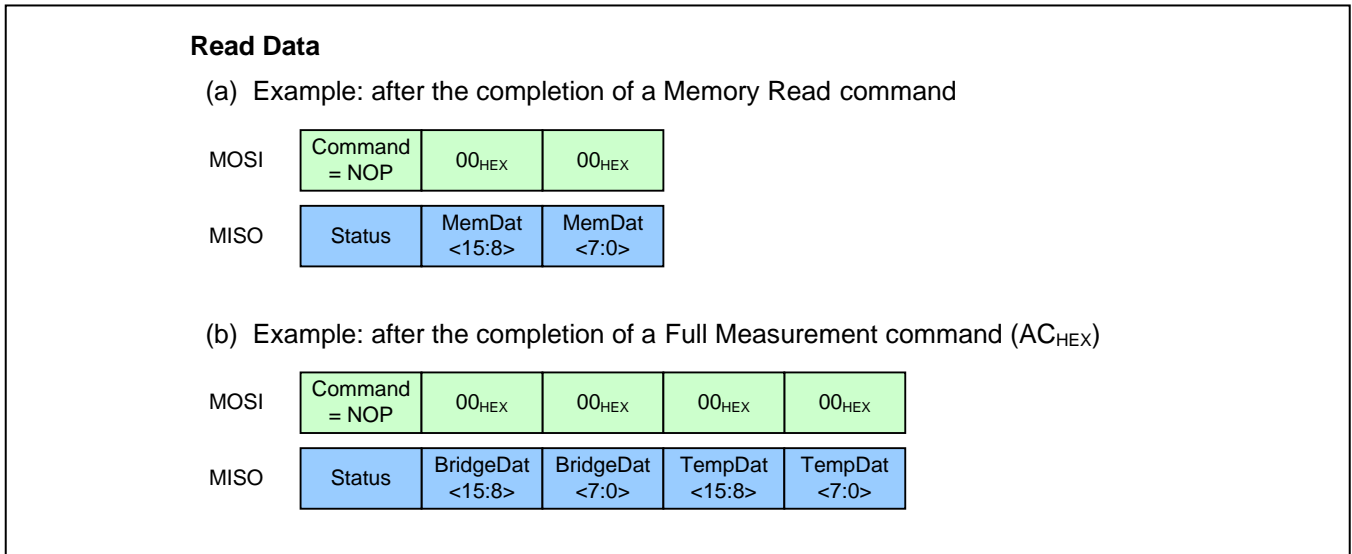 Read Data
(a) Example: after the completion of a Memory Read command
MOSI
Command
= NOP
00HEX
00HEX
MISO
Status
MemDat
<15:8>
MemDat
<7:0>
(b) Example: after the completion of a Full Measurement command (ACHEX)
MOSI
Command
= NOP
00HEX
00HEX
00HEX
00HEX
MISO
Status
BridgeDat
<15:8>
BridgeDat
<7:0>
TempDat
<15:8>
TempDat
<7:0>